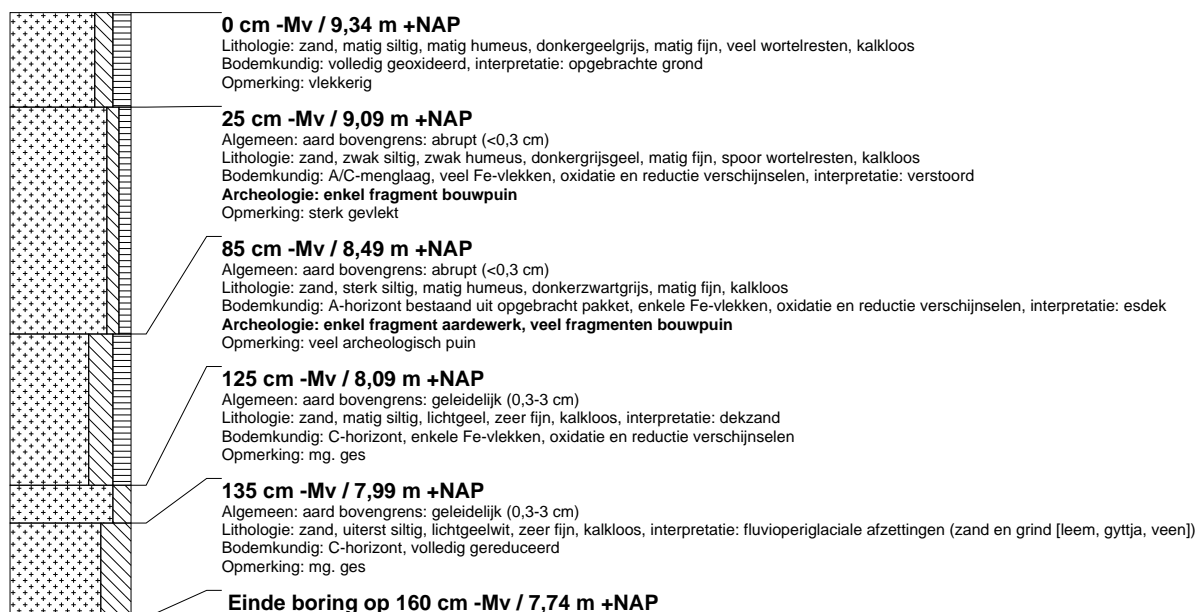 0 cm -Mv / 9,34 m +NAP
Lithologie: zand, matig siltig, matig humeus, donkergeelgrijs, matig fijn, veel wortelresten, kalkloos
Bodemkundig: volledig geoxideerd, interpretatie: opgebrachte grond
Opmerking: vlekkerig
25 cm -Mv / 9,09 m +NAP
Algemeen: aard bovengrens: abrupt (<0,3 cm)
Lithologie: zand, zwak siltig, zwak humeus, donkergrijsgeel, matig fijn, spoor wortelresten, kalkloos
Bodemkundig: A/C-menglaag, veel Fe-vlekken, oxidatie en reductie verschijnselen, interpretatie: verstoord
Archeologie: enkel fragment bouwpuin
Opmerking: sterk gevlekt
85 cm -Mv / 8,49 m +NAP
Algemeen: aard bovengrens: abrupt (<0,3 cm)
Lithologie: zand, sterk siltig, matig humeus, donkerzwartgrijs, matig fijn, kalkloos
Bodemkundig: A-horizont bestaand uit opgebracht pakket, enkele Fe-vlekken, oxidatie en reductie verschijnselen, interpretatie: esdek
Archeologie: enkel fragment aardewerk, veel fragmenten bouwpuin
Opmerking: veel archeologisch puin
125 cm -Mv / 8,09 m +NAP
Algemeen: aard bovengrens: geleidelijk (0,3-3 cm)
Lithologie: zand, matig siltig, lichtgeel, zeer fijn, kalkloos, interpretatie: dekzand
Bodemkundig: C-horizont, enkele Fe-vlekken, oxidatie en reductie verschijnselen
Opmerking: mg. ges
135 cm -Mv / 7,99 m +NAP
Algemeen: aard bovengrens: geleidelijk (0,3-3 cm)
Lithologie: zand, uiterst siltig, lichtgeelwit, zeer fijn, kalkloos, interpretatie: fluvioperiglaciale afzettingen (zand en grind [leem, gyttja, veen])
Bodemkundig: C-horizont, volledig gereduceerd
Opmerking: mg. ges
Einde boring op 160 cm -Mv / 7,74 m +NAP